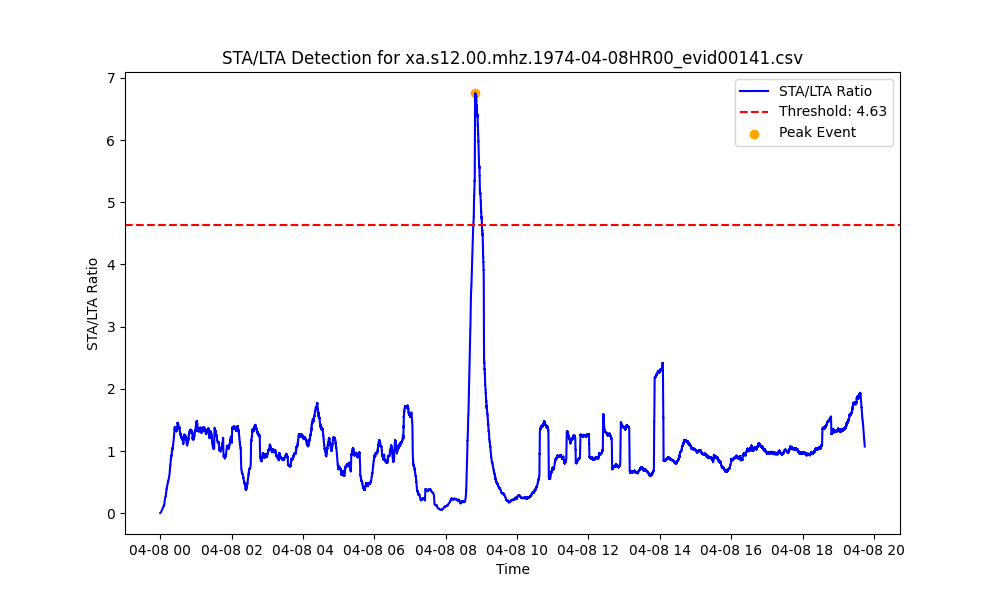 STA/LTA Detection for xa.s12.00.mhz.1974-04-08HR00_evid00141.csv
STA/LTA Ratio
Threshold: 4.63
Peak Event
7
6
5
4
3
2
1
0
STA/LTA Ratio
04-08 00 04-08 02 04-08 04 04-08 06 04-08 08 04-08 10 04-08 12 04-08 14 04-08 16 04-08 18 04-08 20
Time